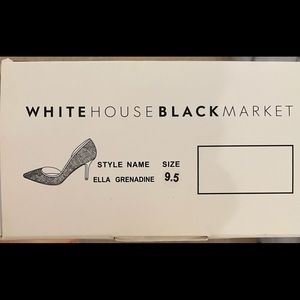 WHITEHOUSEBLACKMARKET
STYLE NAME SIZE
ELLA GRENADINE 9.5